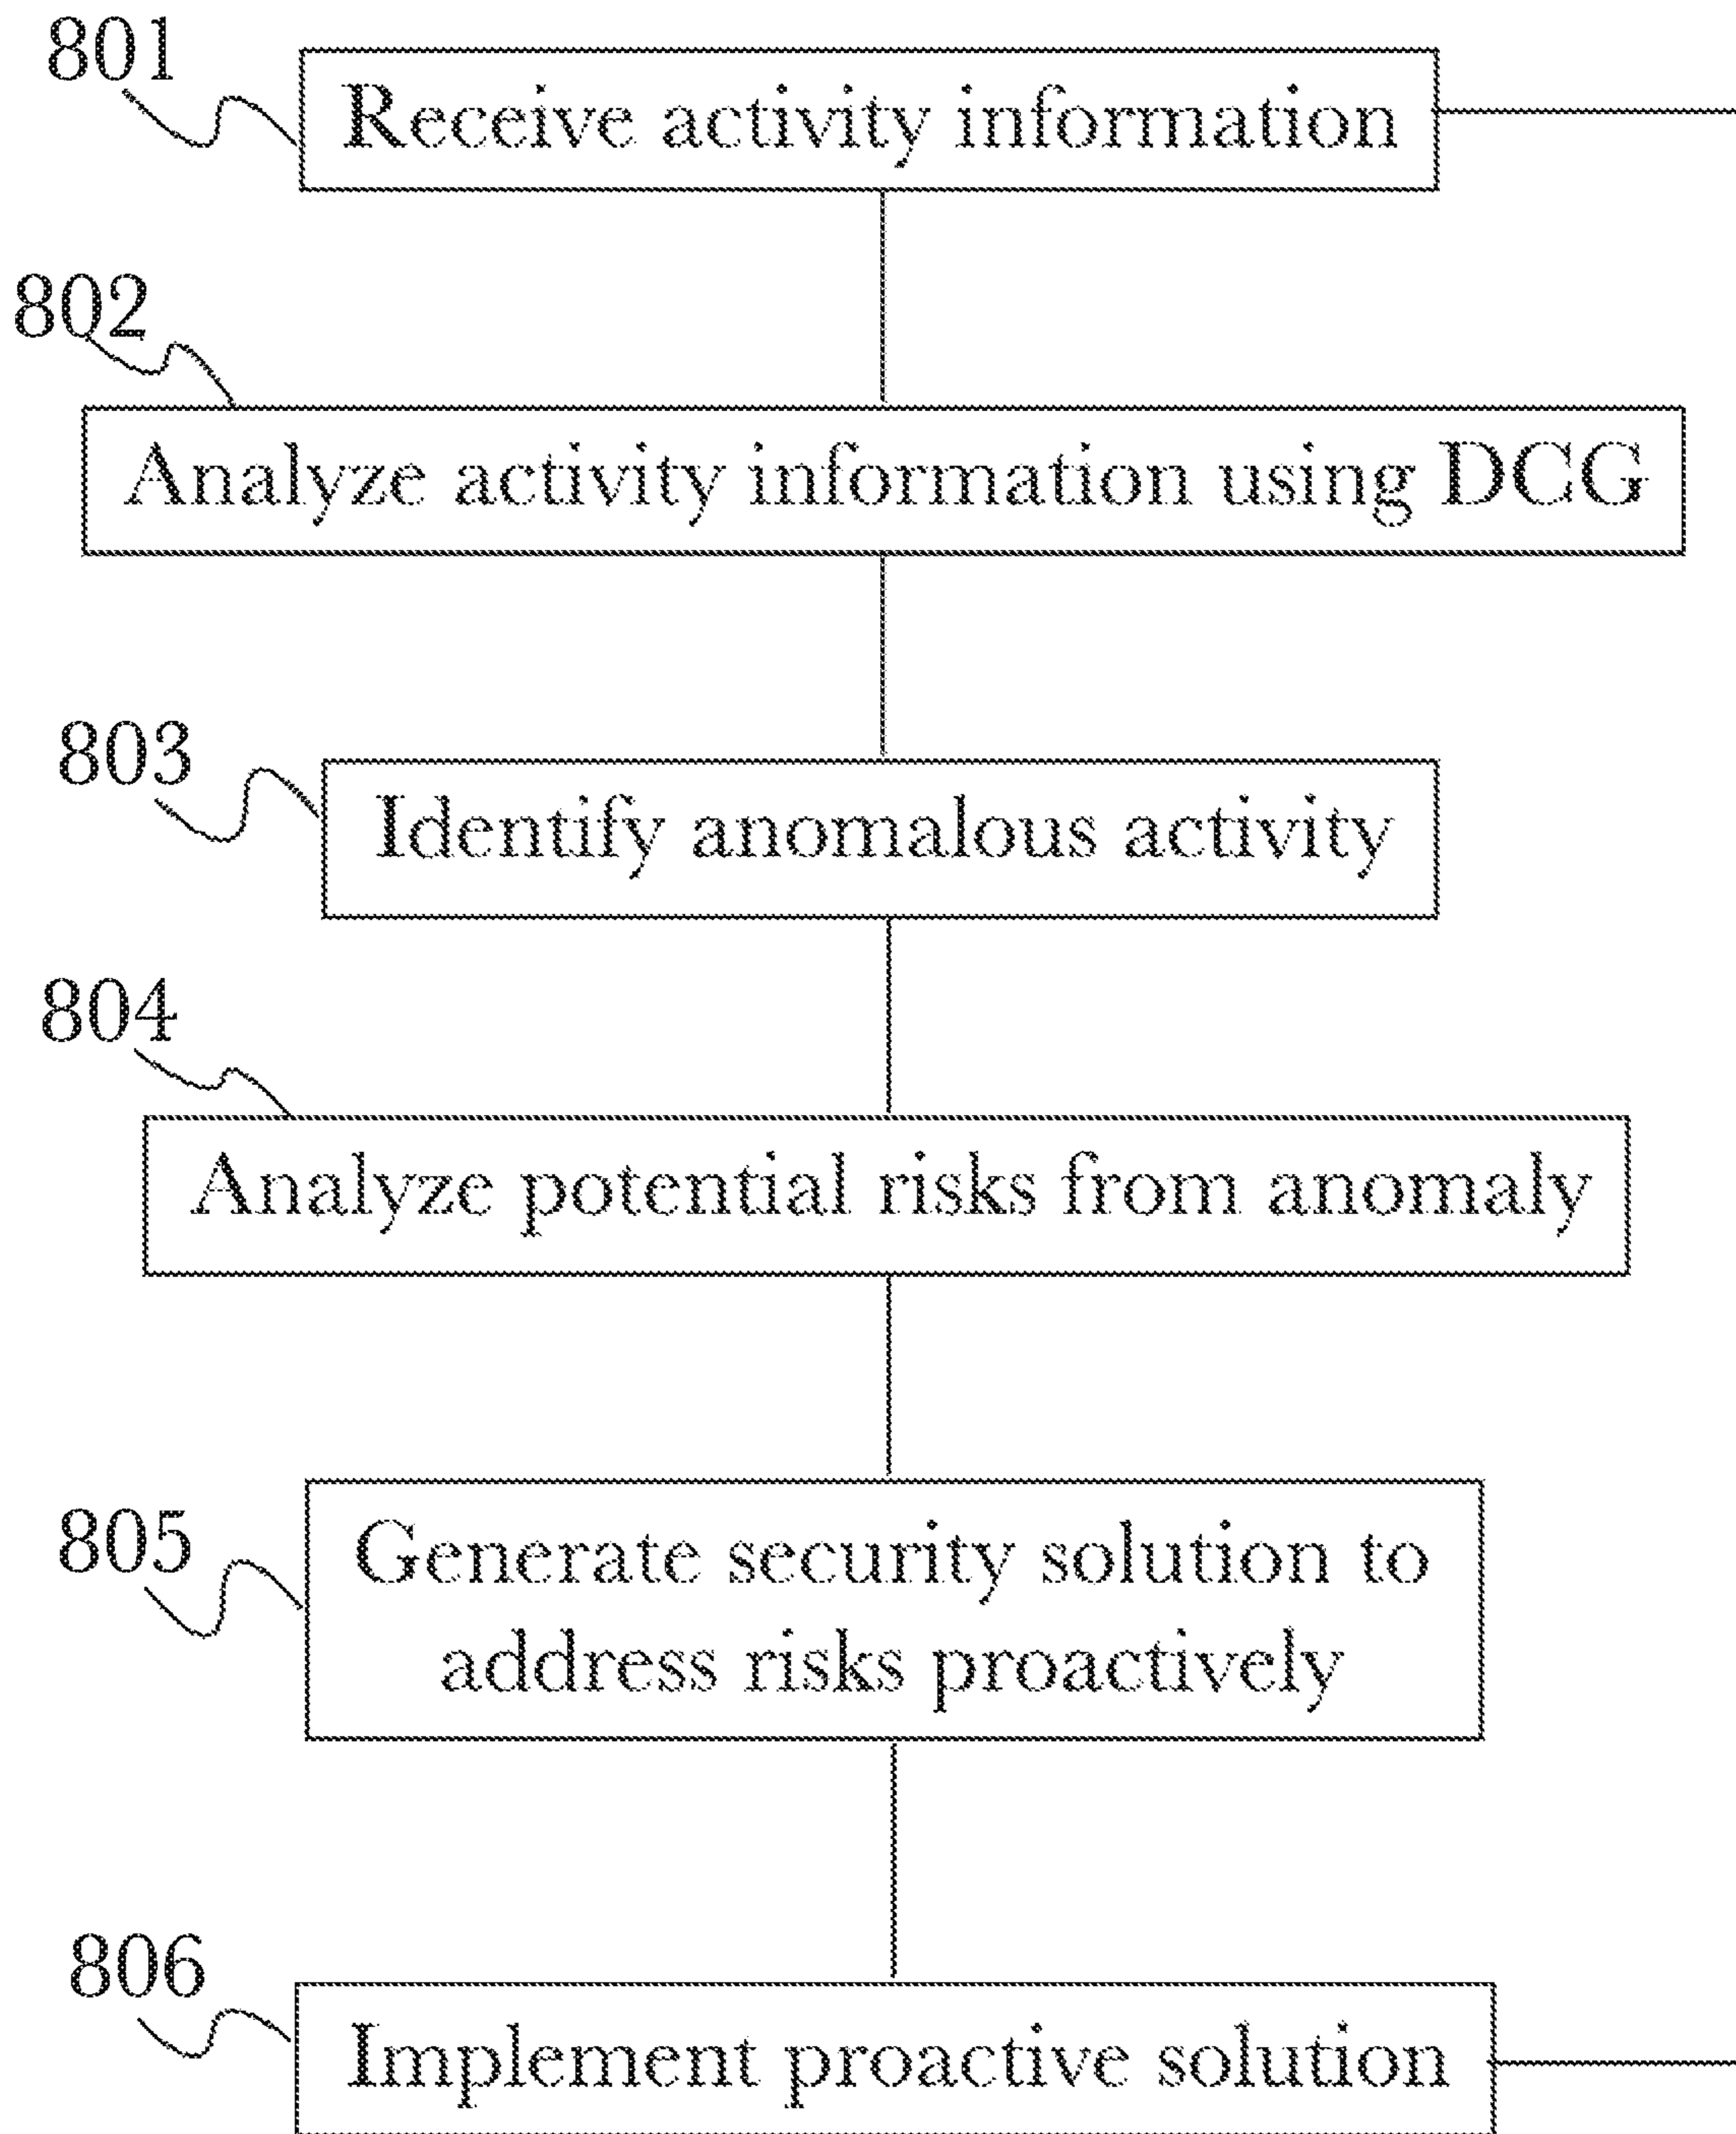 801
Receive activity information
802
Analyze activity information using DCG
803
Identify anomalous activity
804
Analyze potential risks from anomaly
805
Generate security solution to
address risks proactively
806
Implement proactive solution